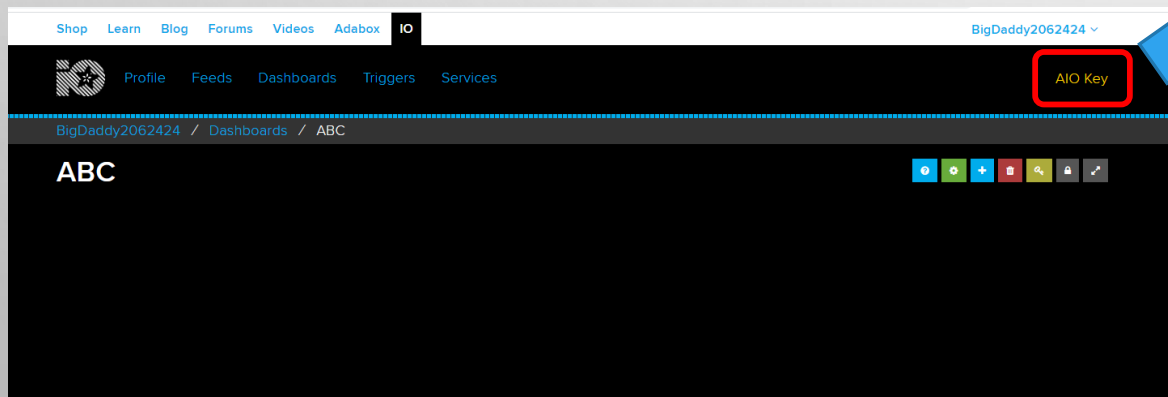 Shop Learn Blog Forums Videos Adabox IO BigDaddy2062424
io Profile Feeds Dashboards Triggers Services AIO Key
BigDaddy2062424 / Dashboards / ABC
ABC